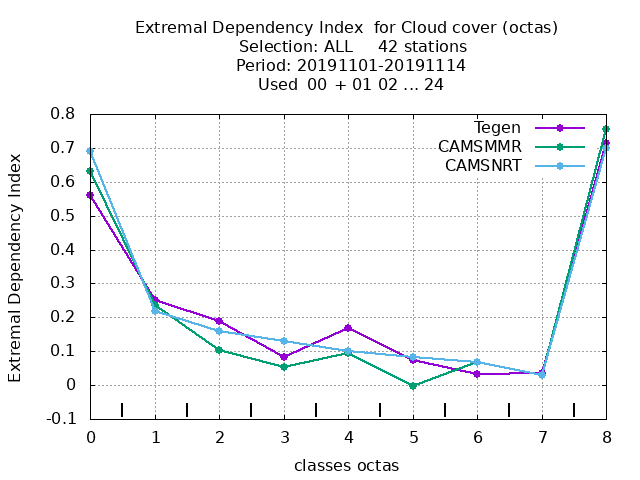 Extremal Dependency Index  for Cloud cover (octas)
Selection: ALL     42 stations
Period: 20191101-20191114
Used  00  + 01 02 ... 24
Tegen
CAMSMMR
CAMSNRT
Extremal Dependency Index
0.8
0.7
0.6
0.5
0.4
0.3
0.2
0.1
0
-0.1
0 1 2 3 4 5 6 7 8
classes octas